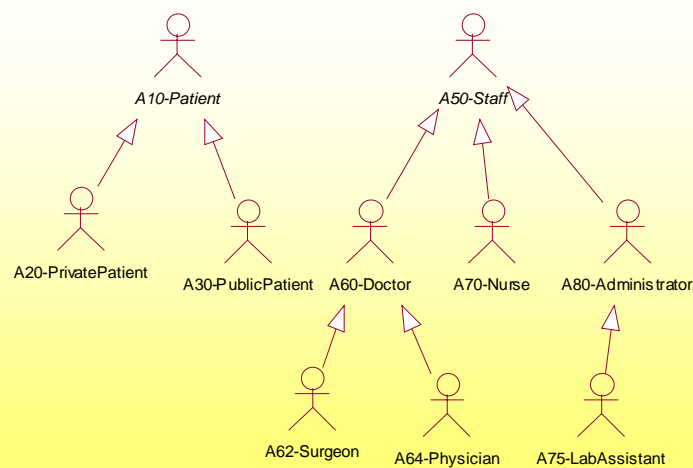 A10-Patient
A50-Staff
A20-PrivatePatient
A30-PublicPatient
A60-Doctor
A70-Nurse
A80-Administrator
A62-Surgeon
A64-Physician
A75-LabAssistant